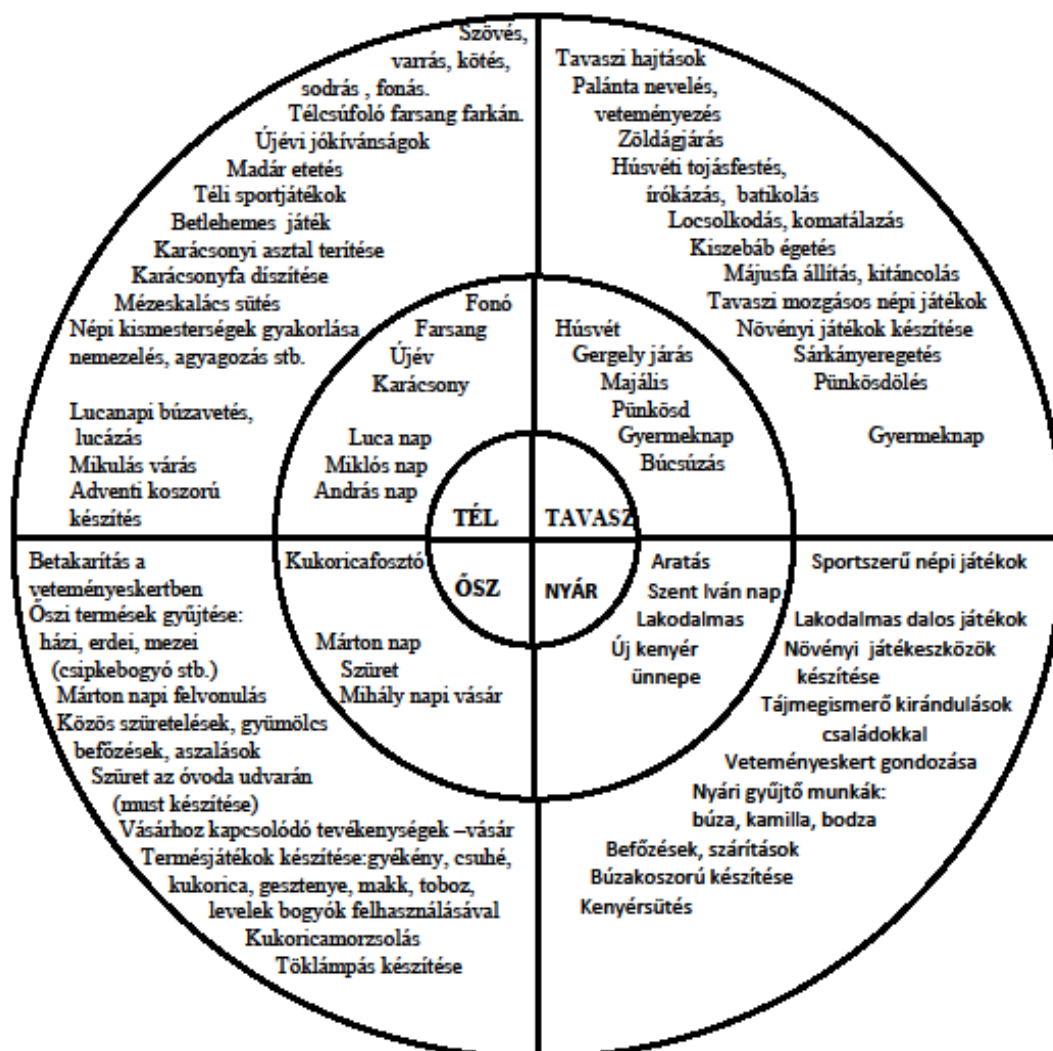 Szövés,
varrás, kötés,
sodrás , fonás.
Télcsúfoló farsang farkán.
Újévi jókívánságok
Madár etetés
Téli sportjátékok
Betlehemes játék
Karácsonyi asztal terítése
Karácsonyfa díszítése
Mézeskalács sütés
Népi kismesterségek gyakorlása
nemezelés, agyagozás stb.
Lucanapi búzavetés,
lucázás
Mikulás várás
Adventi koszorú
készítés
Fonó
Farsang
Újév
Karácsony
Luca nap
Miklós nap
András nap
TÉL
Tavaszi hajtások
Palánta nevelés,
veteményezés
Zöldágjárás
Húsvéti tojásfestés,
írókázás, batikolás
Locsolkodás, komatálazás
Kiszebáb égetés
Májusfa állítás, kitáncolás
Tavaszi mozgásos népi játékok
Növényi játékok készítése
Sárkányeregetés
Pünkösdölés
Gyermeknap
Húsvét
Gergely járás
Majális
Pünkösd
Gyermeknap
Búcsúzás
TAVASZ
Betakarítás a
veteményeskertben
Őszi termések gyűjtése:
házi, erdei, mezei
(csipkebogyó stb.)
Márton napi felvonulás
Közös szüretelések, gyümölcs
befőzések, aszalások
Szüret az óvoda udvarán
(must készítése)
Vásárhoz kapcsolódó tevékenységek –vásár
Termésjátékok készítése:gyékény, csuhé,
kukorica, gesztenye, makk, toboz,
levelek bogyók felhasználásával
Kukoricamorzsolás
Töklámpás készítése
Kukoricafosztó
Márton nap
Szüret
Mihály napi vásár
ŐSZ
NYÁR
Aratás
Szent Iván nap
Lakodalmas
Új kenyér
ünnepe
Sportszerű népi játékok
Lakodalmas dalos játékok
Növényi játékeszközök
készítése
Tájmegismerő kirándulások
családokkal
Veteményeskert gondozása
Nyári gyűjtő munkák:
búza, kamilla, bodza
Befőzések, szárítások
Búzakoszorú készítése
Kenyérsütés